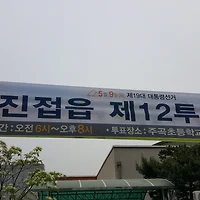 5월9일 제19대 대통령선거
진접읍 제12투
간 : 오전6시~오후8시 · 투표장소 : 주곡초등학교